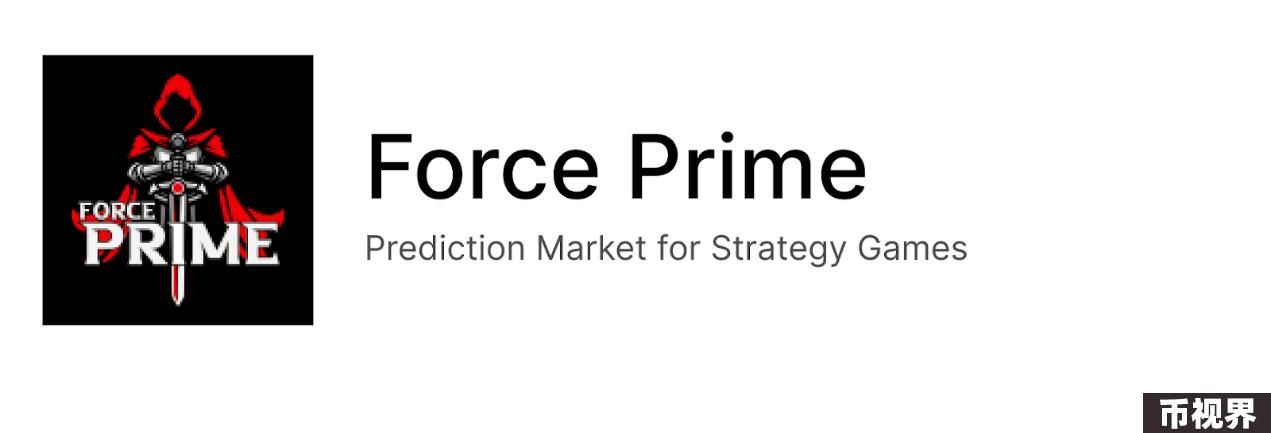 FORCE
PRIME
Force Prime
Prediction Market for Strategy Games
币视界